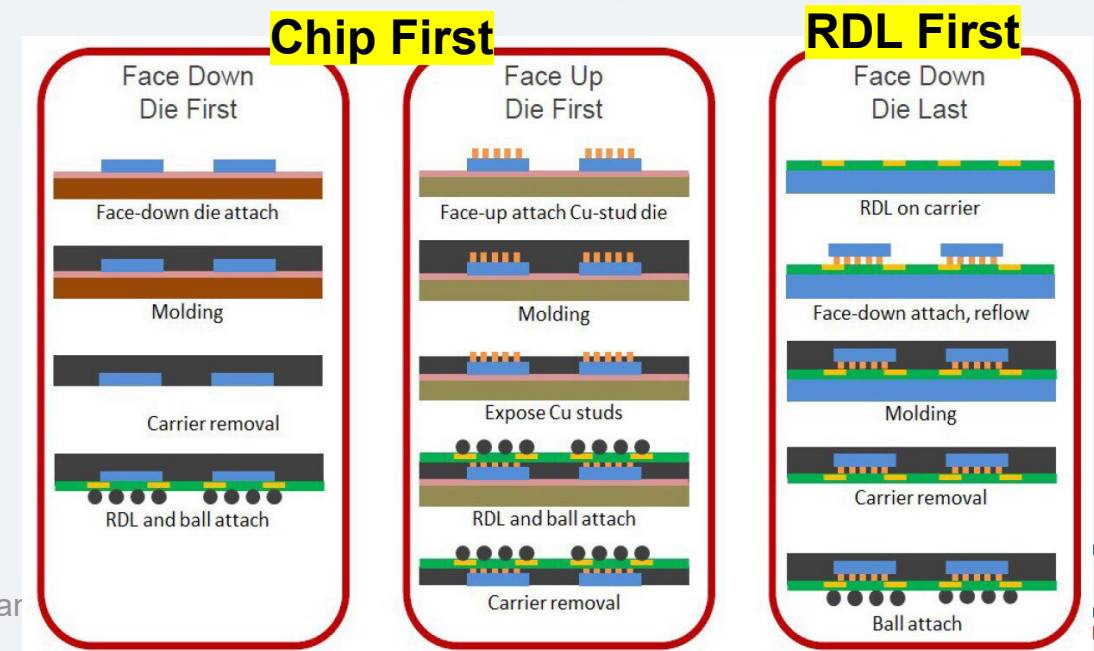 Chip First
RDL First
Face Down
Die First
Face-down die attach
Molding
Carrier removal
RDL and ball attach
Face Up
Die First
Face-up attach Cu-stud die
Molding
Expose Cu studs
RDL and ball attach
Carrier removal
Face Down
Die Last
RDL on carrier
Face-down attach, reflow
Molding
Carrier removal
Ball attach